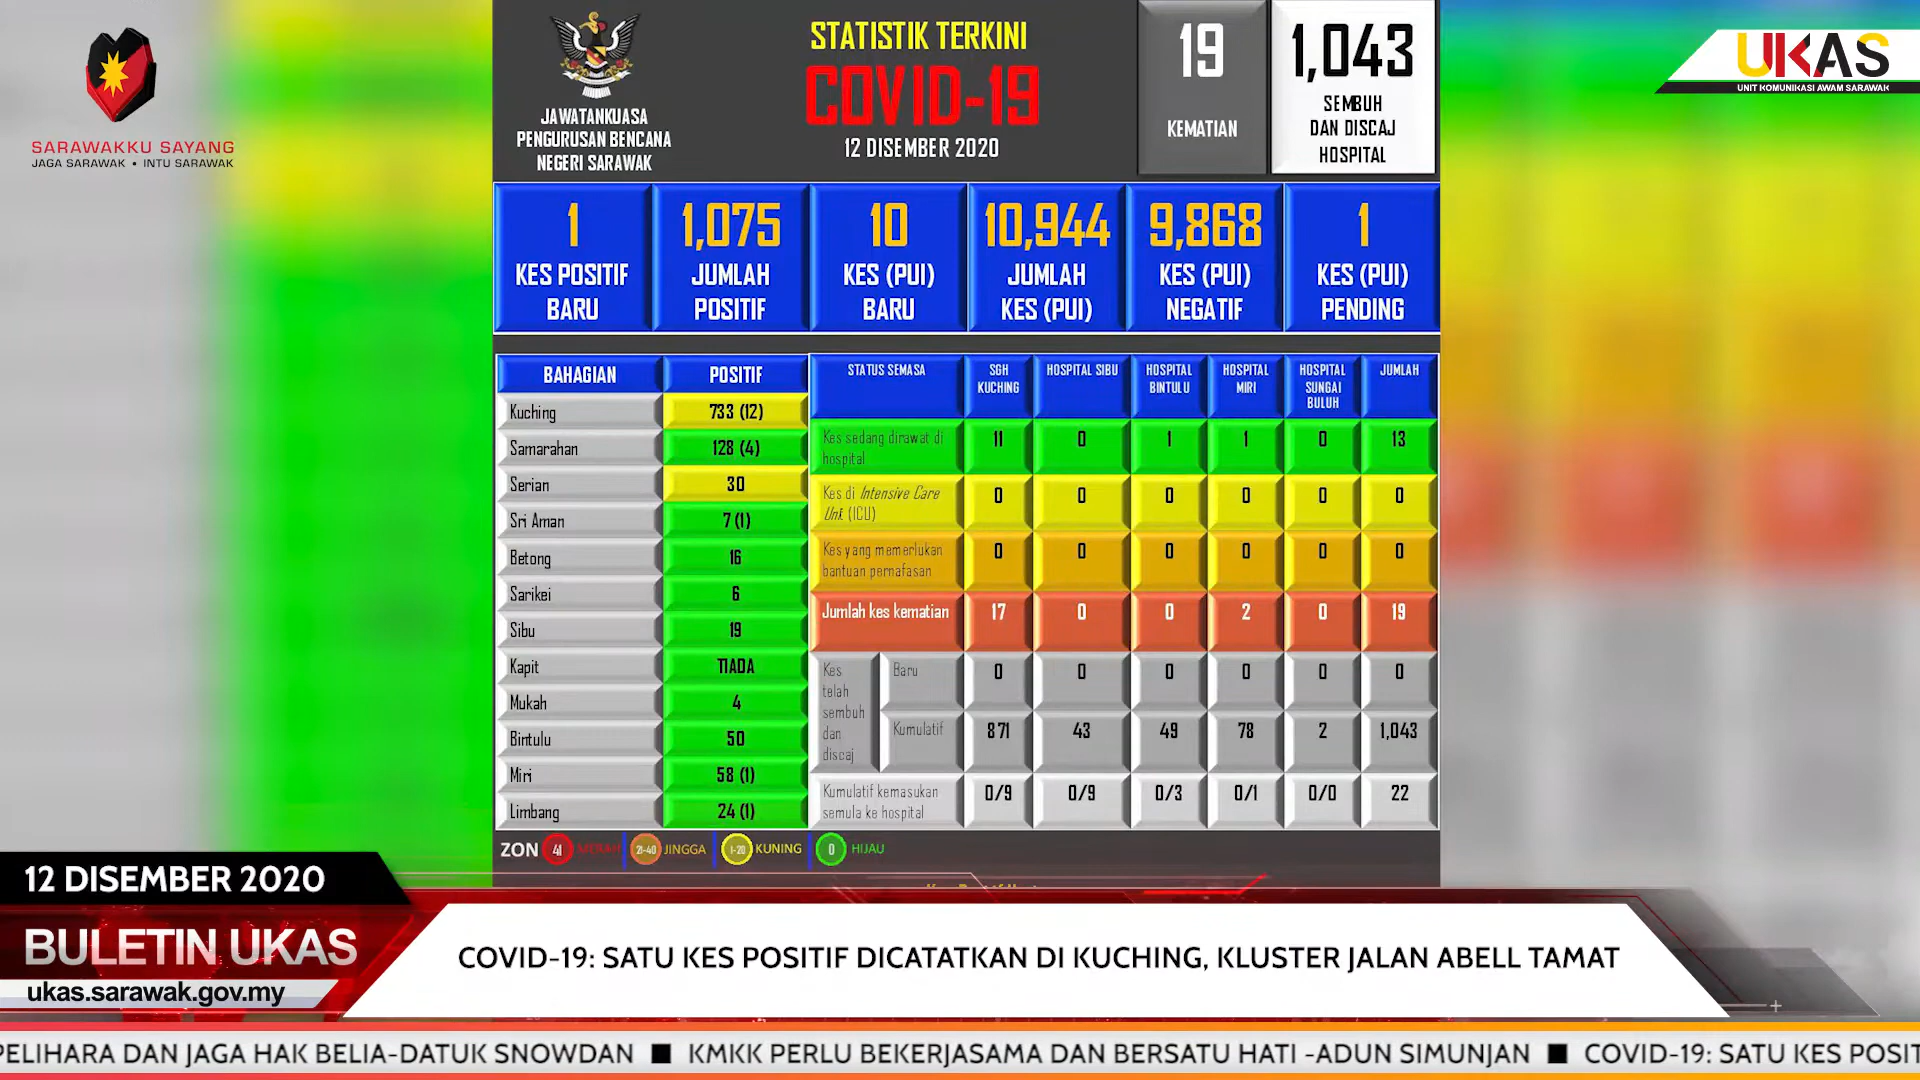 SARAWAKKU SAYANG
JAGA SARAWAK • INTU SARAWAK
JAWATANKUASA
PENGURUSAN BENCANA
NEGERI SARAWAK
STATISTIK TERKINI
COVID-19
12 DISEMBER 2020
19
KEMATIAN
1,043
SEMBUH
DAN DISCAJ
HOSPITAL
UKAS
UNIT KOMUNIKASI AWAM SARAWAK
1
KES POSITIF
BARU
1,075
JUMLAH
POSITIF
10
KES (PUI)
BARU
10,944
JUMLAH
KES (PUI)
9,868
KES (PUI)
NEGATIF
1
KES (PUI)
PENDING
BAHAGIAN POSITIF
Kuching 733 (12)
Samarahan 128 (4)
Serian 30
Sri Aman 7 (1)
Betong 16
Sarikei 6
Sibu 19
Kapit TIADA
Mukah 4
Bintulu 50
Miri 58 (1)
Limbang 24 (1)
STATUS SEMASA
SGH
KUCHING
HOSPITAL SIBU
HOSPITAL
BINTULU
HOSPITAL
MIRI
HOSPITAL
SUNGAI
BULUH
JUMLAH
Kes sedang dirawat di
hospital
11 0 1 1 0 13
Kes di Intensive Care
Unit (ICU)
0 0 0 0 0 0
Kes yang memerlukan
bantuan pernafasan
0 0 0 0 0 0
Jumlah kes kematian 17 0 0 2 0 19
Kes
telah
sembuh
dan
discaj
Baru 0 0 0 0 0 0
Kumulatif 871 43 49 78 2 1,043
Kumulatif kemasukan
semula ke hospital
0/9 0/9 0/3 0/1 0/0 22
ZON 41 MERAH 21-40 JINGGA 1-20 KUNING 0 HIJAU
12 DISEMBER 2020
BULETIN UKAS
ukas.sarawak.gov.my
COVID-19: SATU KES POSITIF DICATATKAN DI KUCHING, KLUSTER JALAN ABELL TAMAT
PELIHARA DAN JAGA HAK BELIA-DATUK SNOWDAN ■ KMKK PERLU BEKERJASAMA DAN BERSATU HATI -ADUN SIMUNJAN ■ COVID-19: SATU KES POSIT